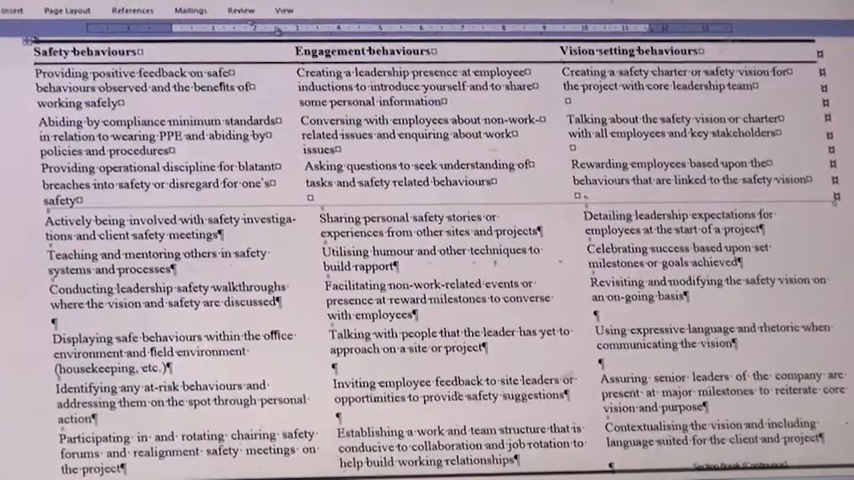 Insert Page Layout References Mailings Review View
Safety behaviours Engagement behaviours Vision-setting behaviours
Providing positive feedback on safe
behaviours observed and the benefits of
working safely
Creating a leadership presence at employee
inductions to introduce yourself and to share
some personal information
Creating a safety charter or safety vision for
the project with core leadership team
Abiding by compliance minimum standards
in relation to wearing PPE and abiding by
policies and procedures
Conversing with employees about non-work-
related issues and enquiring about work
issues
Talking about the safety vision or charter
with all employees and key stakeholders
Providing operational discipline for blatant
breaches into safety or disregard for one's
safety
Asking questions to seek understanding of
tasks and safety related behaviours
Rewarding employees based upon the
behaviours that are linked to the safety vision
Actively being involved with safety investiga-
tions and client safety meetings¶
Teaching and mentoring others in safety
systems and processes¶
Conducting leadership safety walkthroughs
where the vision and safety are discussed¶
¶
Displaying safe behaviours within the office
environment and field environment
(housekeeping, etc.)¶
Identifying any at-risk behaviours and
addressing them on the spot through personal
action¶
Participating in and rotating chairing safety
forums and realignment safety meetings on
the project¶
Sharing personal safety stories or
experiences from other sites and projects¶
Utilising humour and other techniques to
build rapport¶
Facilitating non-work-related events or
presence at reward milestones to converse
with employees¶
Talking with people that the leader has yet to
approach on a site or project¶
¶
Inviting employee feedback to site leaders or
opportunities to provide safety suggestions¶
¶
Establishing a work and team structure that is
conducive to collaboration and job rotation to
help build working relationships¶
Detailing leadership expectations for
employees at the start of a project¶
Celebrating success based upon set
milestones or goals achieved¶
Revisiting and modifying the safety vision on
an on-going basis¶
¶
Using expressive language and rhetoric when
communicating the vision¶
¶
Assuring senior leaders of the company are
present at major milestones to reiterate core
vision and purpose¶
Contextualising the vision and including
language suited for the client and project¶
¶
Section Break (Continuous)